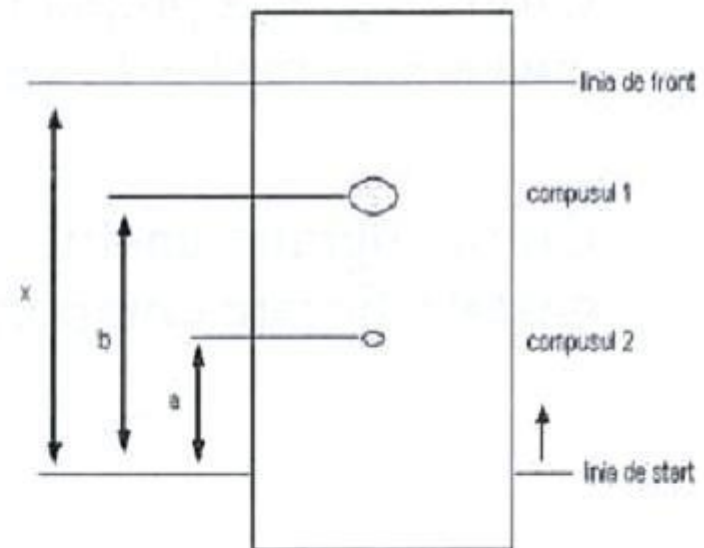 linia de front
compusul 1
x
b
compusul 2
a
linia de start